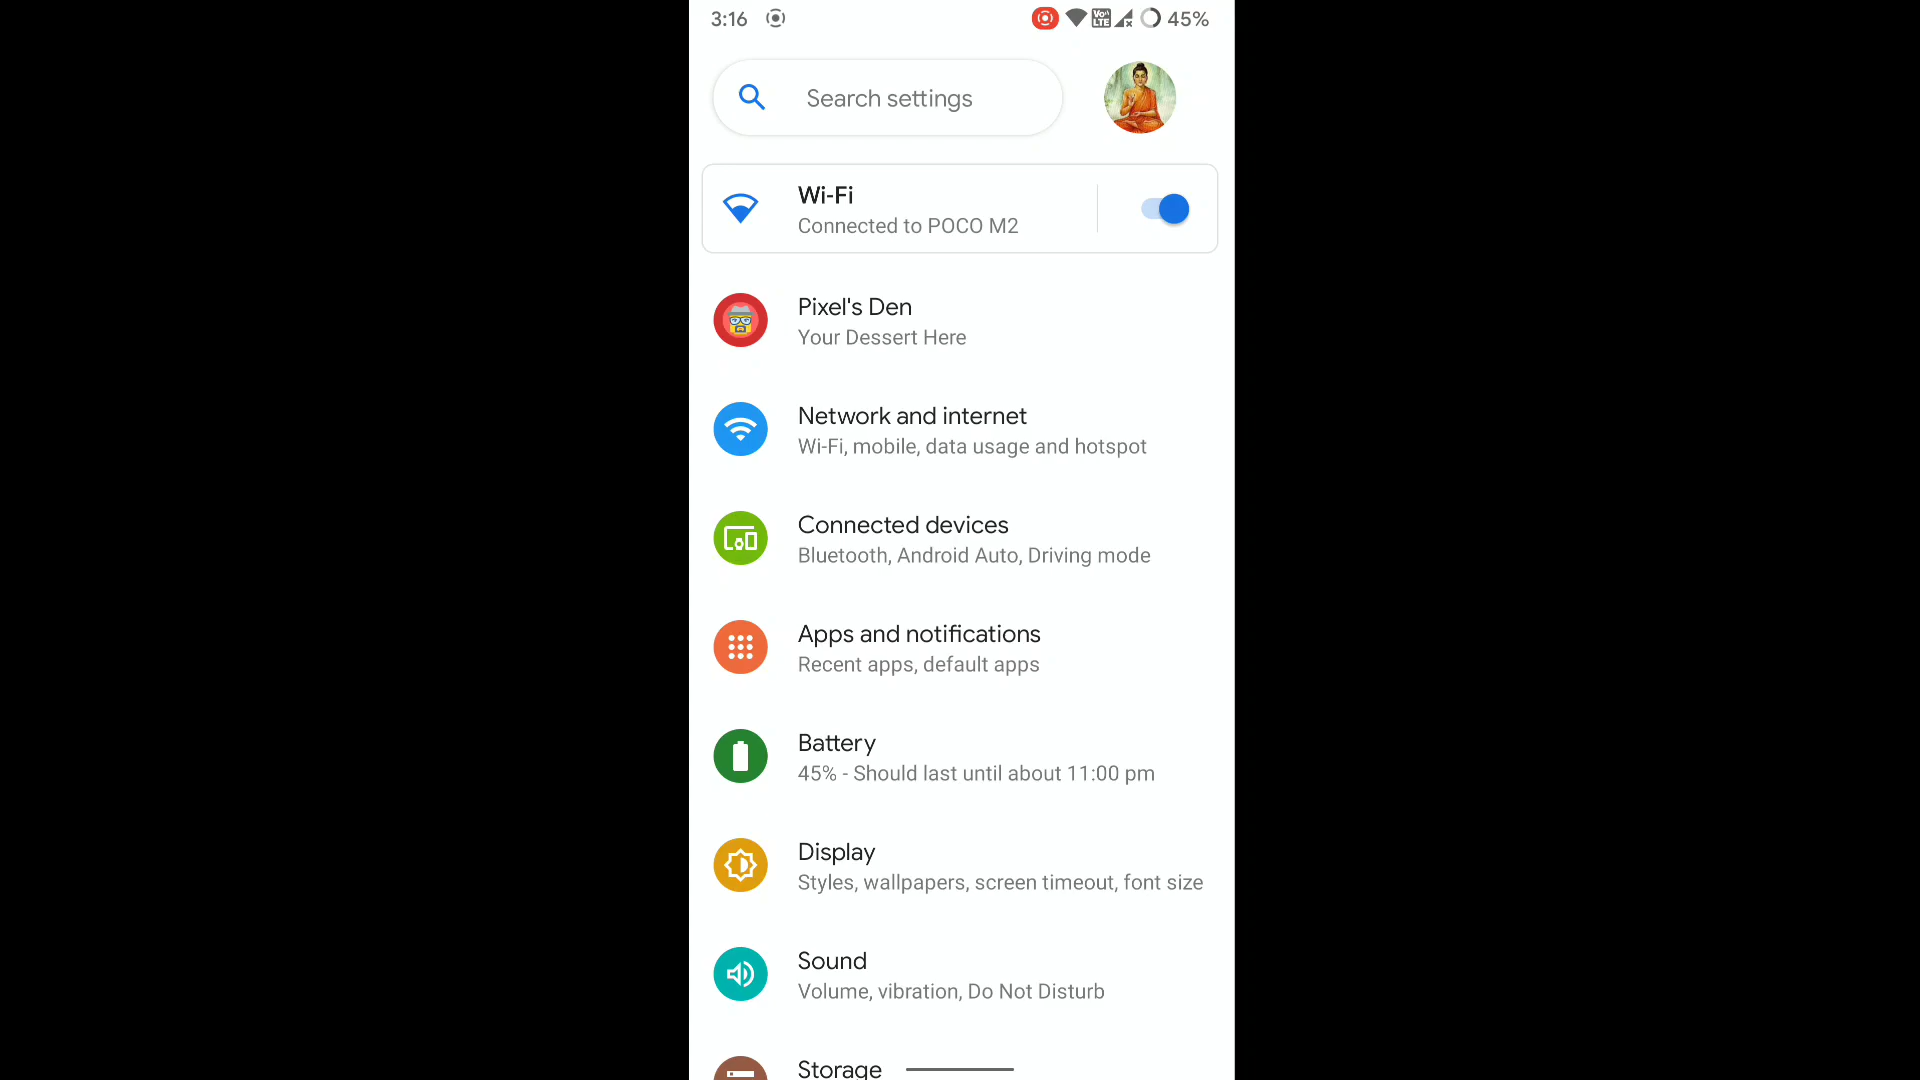 3:16 VoLTE 45%
Search settings
Wi-Fi
Connected to POCO M2
Pixel's Den
Your Dessert Here
Network and internet
Wi-Fi, mobile, data usage and hotspot
Connected devices
Bluetooth, Android Auto, Driving mode
Apps and notifications
Recent apps, default apps
Battery
45% - Should last until about 11:00 pm
Display
Styles, wallpapers, screen timeout, font size
Sound
Volume, vibration, Do Not Disturb
Storage